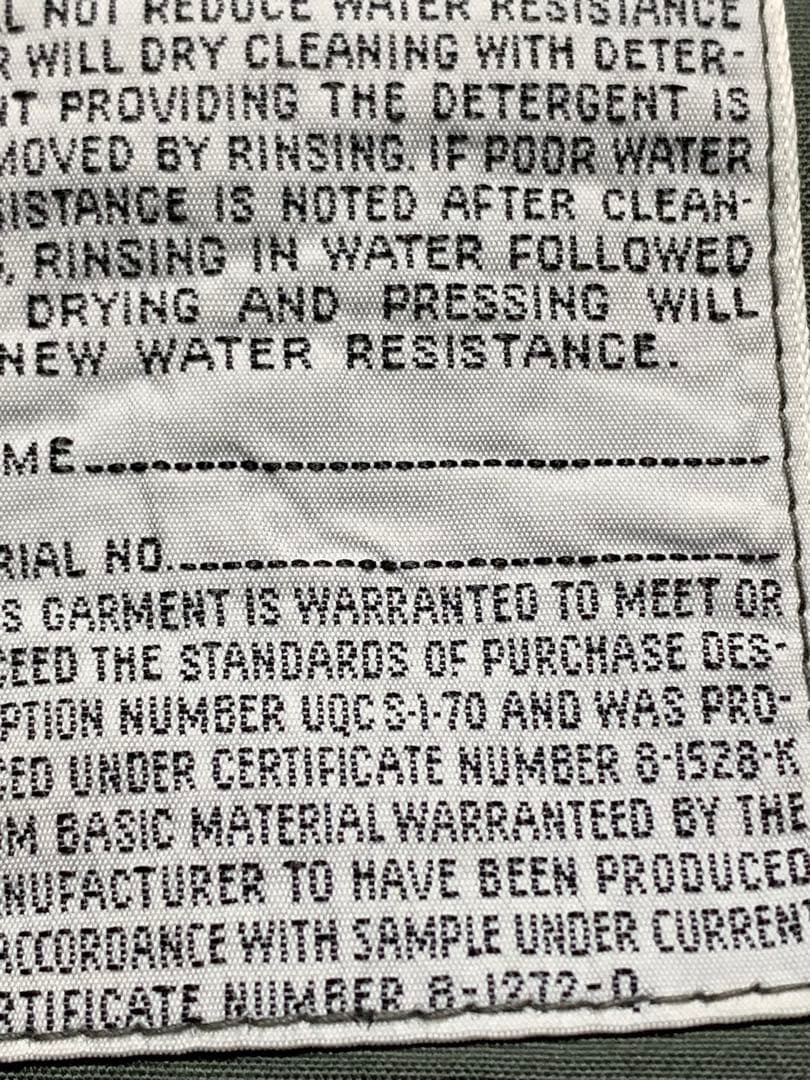 L NOT REDUCE WATER RESISTANCE
R WILL DRY CLEANING WITH DETER-
NT PROVIDING THE DETERGENT IS
MOVED BY RINSING. IF POOR WATER
SISTANCE IS NOTED AFTER CLEAN-
, RINSING IN WATER FOLLOWED
DRYING AND PRESSING WILL
NEW WATER RESISTANCE.
ME
RIAL NO.
S GARMENT IS WARRANTED TO MEET OR
CEED THE STANDARDS OF PURCHASE DES-
PTION NUMBER UQC S-1-70 AND WAS PRO-
CED UNDER CERTIFICATE NUMBER 8-1528-K
OM BASIC MATERIAL WARRANTED BY THE
NUFACTURER TO HAVE BEEN PRODUCED
ACCORDANCE WITH SAMPLE UNDER CURREN
RTIFICATE NUMBER 8-1272-Q